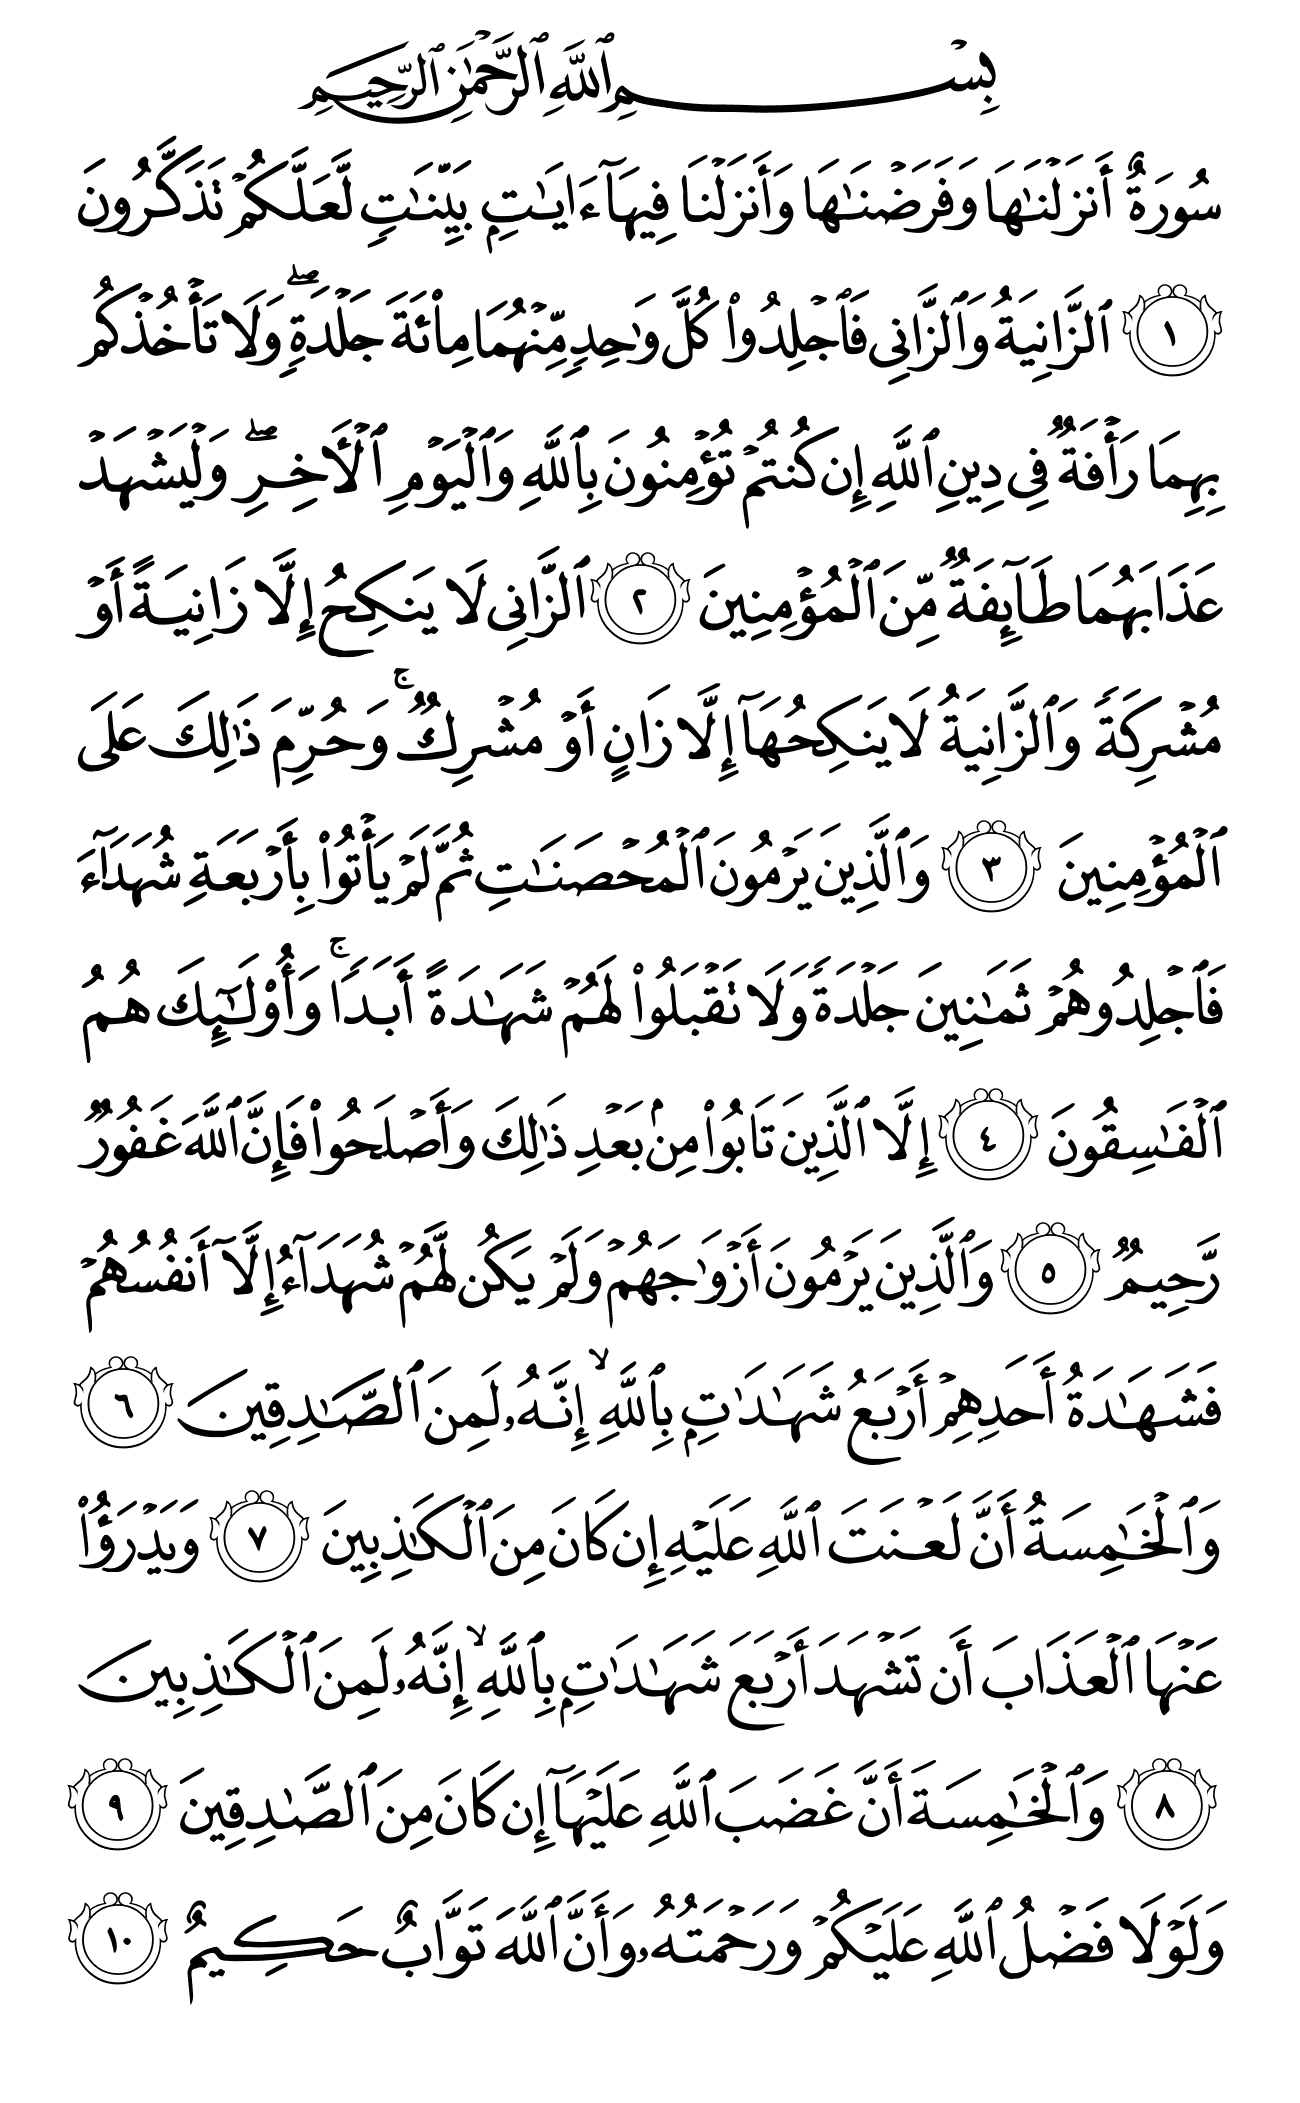 بِسْمِ ٱللَّهِ ٱلرَّحْمَٰنِ ٱلرَّحِيمِ
سُورَةٌ أَنزَلْنَٰهَا وَفَرَضْنَٰهَا وَأَنزَلْنَا فِيهَآ ءَايَٰتٍۭ بَيِّنَٰتٍ لَّعَلَّكُمْ تَذَكَّرُونَ
١ ٱلزَّانِيَةُ وَٱلزَّانِى فَٱجْلِدُوا۟ كُلَّ وَٰحِدٍ مِّنْهُمَا مِا۟ئَةَ جَلْدَةٍ ۖ وَلَا تَأْخُذْكُم
بِهِمَا رَأْفَةٌ فِى دِينِ ٱللَّهِ إِن كُنتُمْ تُؤْمِنُونَ بِٱللَّهِ وَٱلْيَوْمِ ٱلْـَٔاخِرِ ۖ وَلْيَشْهَدْ
عَذَابَهُمَا طَآئِفَةٌ مِّنَ ٱلْمُؤْمِنِينَ ٢ ٱلزَّانِى لَا يَنكِحُ إِلَّا زَانِيَةً أَوْ
مُشْرِكَةً وَٱلزَّانِيَةُ لَا يَنكِحُهَآ إِلَّا زَانٍ أَوْ مُشْرِكٌ ۚ وَحُرِّمَ ذَٰلِكَ عَلَى
ٱلْمُؤْمِنِينَ ٣ وَٱلَّذِينَ يَرْمُونَ ٱلْمُحْصَنَٰتِ ثُمَّ لَمْ يَأْتُوا۟ بِأَرْبَعَةِ شُهَدَآءَ
فَٱجْلِدُوهُمْ ثَمَٰنِينَ جَلْدَةً وَلَا تَقْبَلُوا۟ لَهُمْ شَهَٰدَةً أَبَدًا ۚ وَأُو۟لَٰٓئِكَ هُمُ
ٱلْفَٰسِقُونَ ٤ إِلَّا ٱلَّذِينَ تَابُوا۟ مِنۢ بَعْدِ ذَٰلِكَ وَأَصْلَحُوا۟ فَإِنَّ ٱللَّهَ غَفُورٌ
رَّحِيمٌ ٥ وَٱلَّذِينَ يَرْمُونَ أَزْوَٰجَهُمْ وَلَمْ يَكُن لَّهُمْ شُهَدَآءُ إِلَّآ أَنفُسُهُمْ
فَشَهَٰدَةُ أَحَدِهِمْ أَرْبَعُ شَهَٰدَٰتٍۭ بِٱللَّهِ ۙ إِنَّهُۥ لَمِنَ ٱلصَّٰدِقِينَ ٦
وَٱلْخَٰمِسَةُ أَنَّ لَعْنَتَ ٱللَّهِ عَلَيْهِ إِن كَانَ مِنَ ٱلْكَٰذِبِينَ ٧ وَيَدْرَؤُا۟
عَنْهَا ٱلْعَذَابَ أَن تَشْهَدَ أَرْبَعَ شَهَٰدَٰتٍۭ بِٱللَّهِ ۙ إِنَّهُۥ لَمِنَ ٱلْكَٰذِبِينَ
٨ وَٱلْخَٰمِسَةَ أَنَّ غَضَبَ ٱللَّهِ عَلَيْهَآ إِن كَانَ مِنَ ٱلصَّٰدِقِينَ ٩
وَلَوْلَا فَضْلُ ٱللَّهِ عَلَيْكُمْ وَرَحْمَتُهُۥ وَأَنَّ ٱللَّهَ تَوَّابٌ حَكِيمٌ ١٠